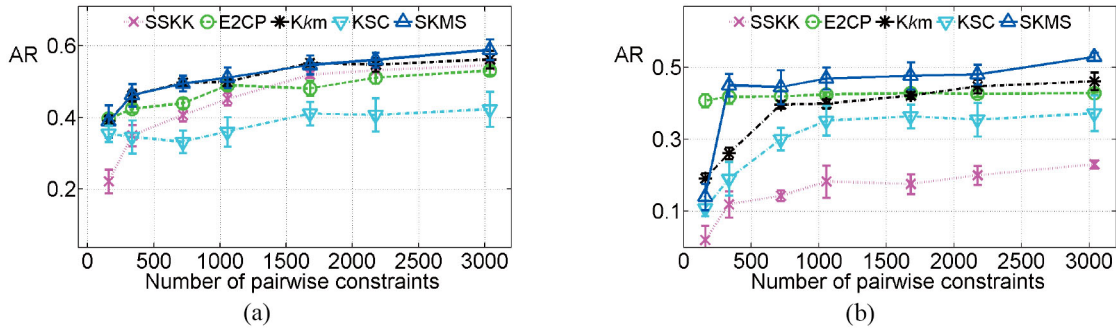 SSKK E2CP Kkm KSC SKMS
AR
0.6
0.4
0.2
0 500 1000 1500 2000 2500 3000
Number of pairwise constraints
(a)
SSKK E2CP Kkm KSC SKMS
AR
0.5
0.3
0.1
0 500 1000 1500 2000 2500 3000
Number of pairwise constraints
(b)